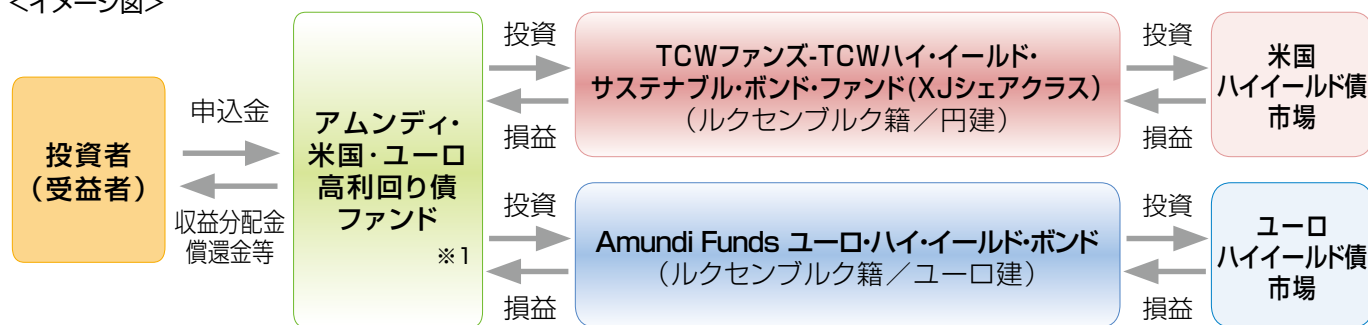 <イメージ図>
投資者
(受益者)
申込金
収益分配金
償還金等
アムンディ・
米国・ユーロ
高利回り債
ファンド
※1
投資
損益
TCWファンズ-TCWハイ・イールド・
サステナブル・ボンド・ファンド(XJシェアクラス)
(ルクセンブルク籍/円建)
投資
損益
米国
ハイイールド債
市場
投資
損益
Amundi Funds ユーロ・ハイ・イールド・ボンド
(ルクセンブルク籍/ユーロ建)
投資
損益
ユーロ
ハイイールド債
市場